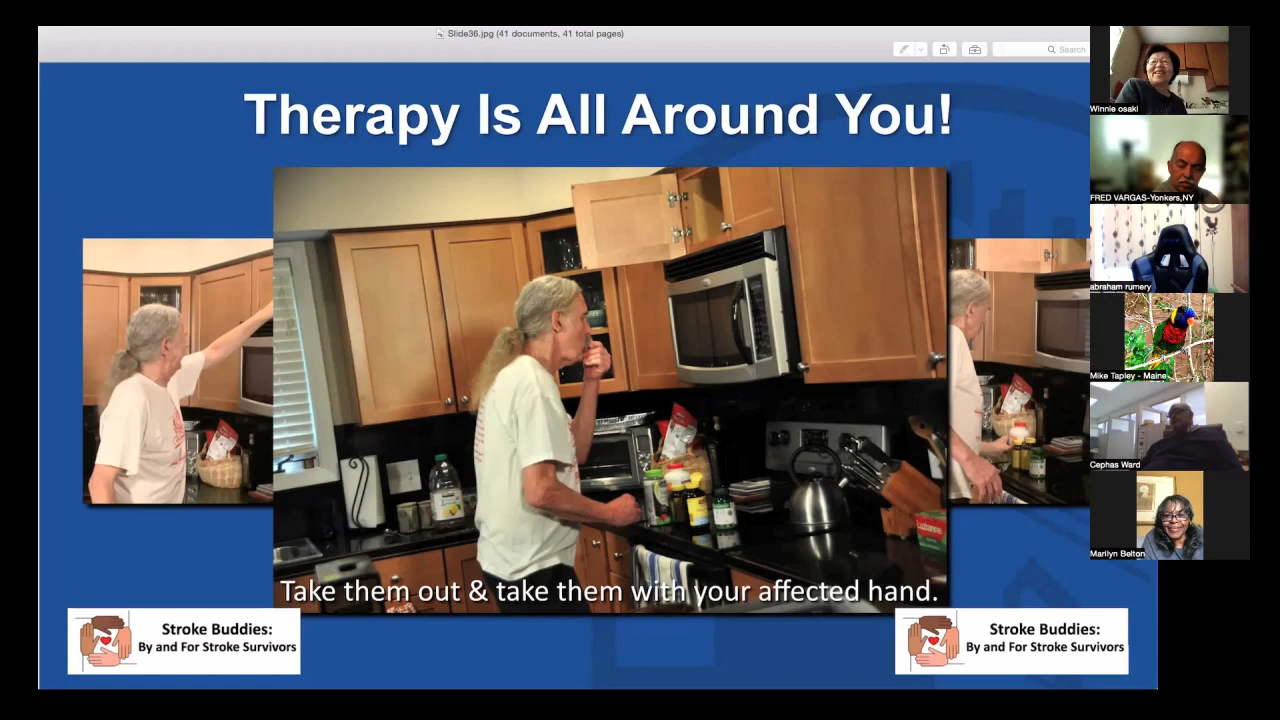 Slide36.jpg (41 documents, 41 total pages)
Search
Therapy Is All Around You!
Take them out & take them with your affected hand.
Stroke Buddies:
By and For Stroke Survivors
Stroke Buddies:
By and For Stroke Survivors
Winnie osaki
FRED VARGAS-Yonkers,NY
abraham rumery
Mike Tapley - Maine
Cephas Ward
Marilyn Belton